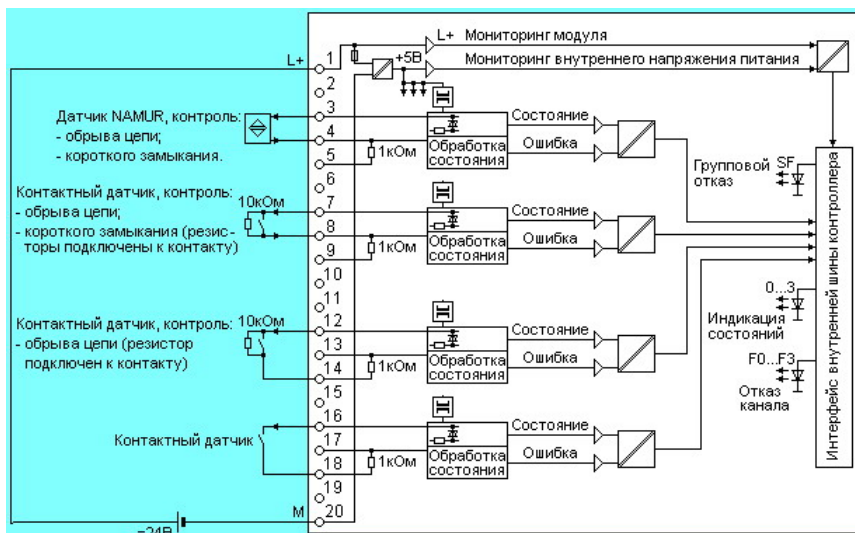 L+ Мониторинг модуля
L+
1
+5В
Мониторинг внутреннего напряжения питания
2
3
Датчик NAMUR, контроль:
- обрыва цепи;
- короткого замыкания.
4
5
1кОм
Обработка
состояния
Состояние
Ошибка
6
Групповой SF
отказ
Контактный датчик, контроль:
- обрыва цепи;
- короткого замыкания (резис-
торы подключены к контакту)
10кОм
7
8
9
1кОм
Обработка
состояния
Состояние
Ошибка
10
11
0...3
Индикация
состояний
Контактный датчик, контроль:
- обрыва цепи (резистор
подключен к контакту)
10кОм
12
13
14
1кОм
Обработка
состояния
Состояние
Ошибка
F0...F3
Отказ
канала
15
16
Контактный датчик
17
18
1кОм
Обработка
состояния
Состояние
Ошибка
19
M
20
=24В
Интерфейс внутренней шины контроллера